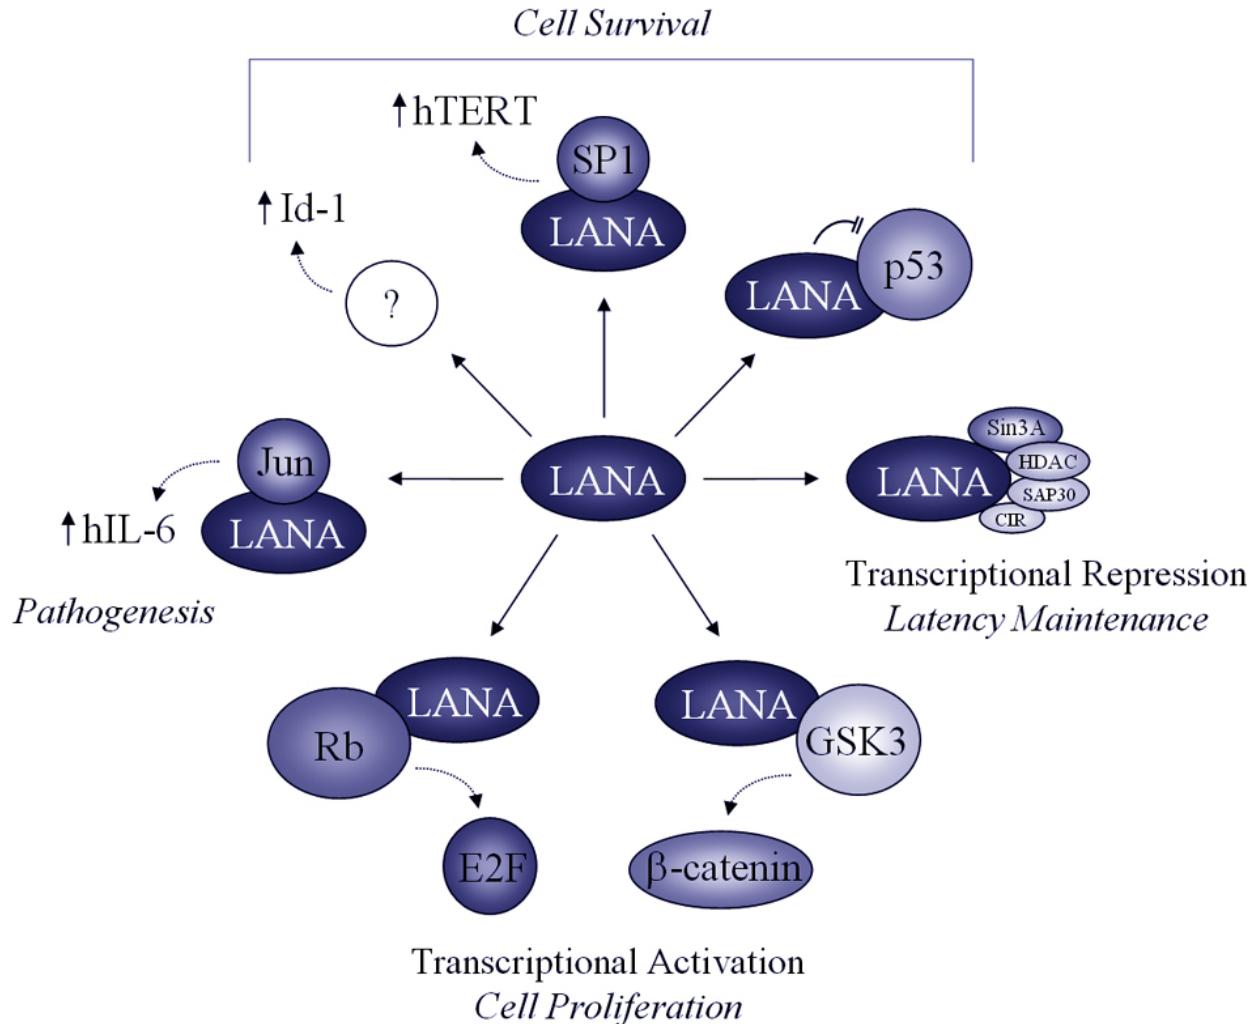 Cell Survival
↑hTERT
SP1
LANA
↑Id-1
?
p53
LANA
Jun
LANA
↑hIL-6
Pathogenesis
LANA
LANA
Sin3A
HDAC
SAP30
CIR
Transcriptional Repression
Latency Maintenance
LANA
Rb
E2F
LANA
GSK3
β-catenin
Transcriptional Activation
Cell Proliferation